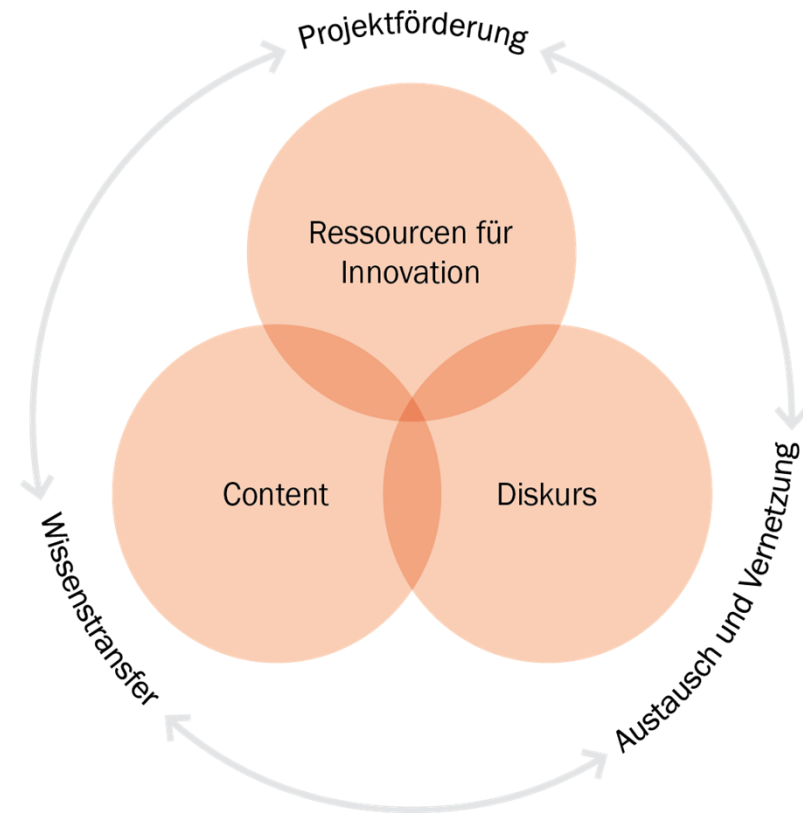 Projektförderung
Ressourcen für
Innovation
Content
Diskurs
Wissenstransfer
Austausch und Vernetzung